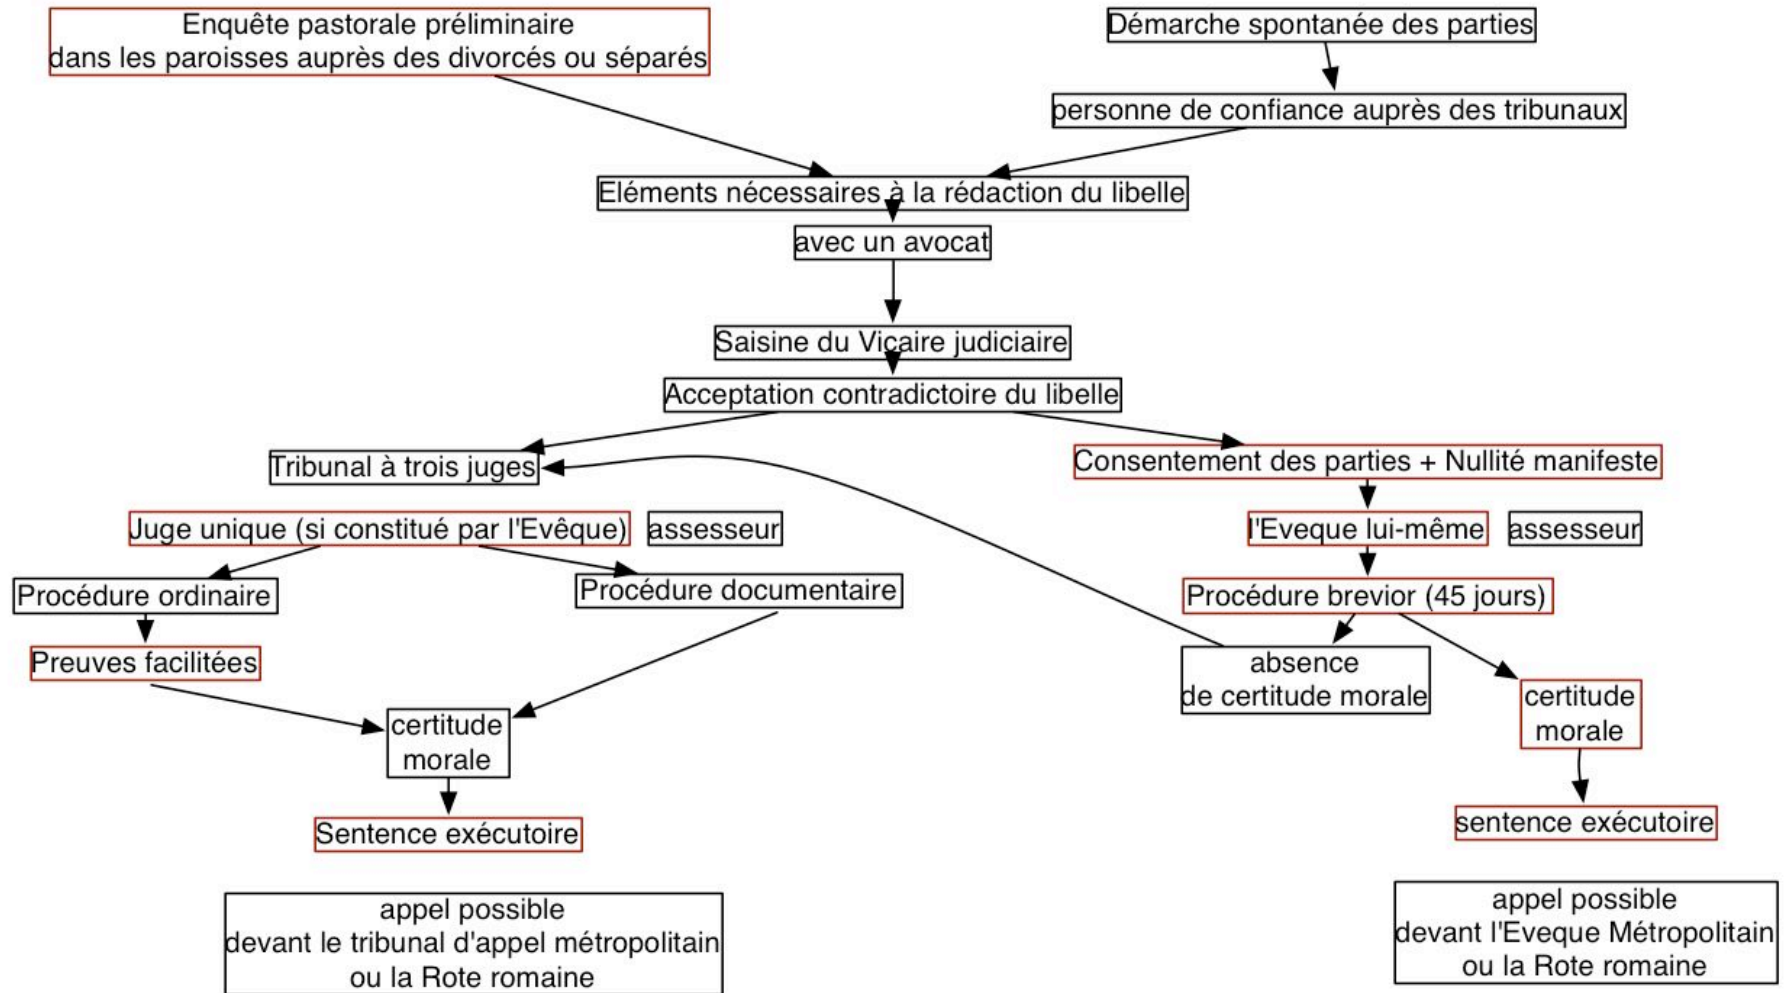 Enquête pastorale préliminaire
dans les paroisses auprès des divorcés ou séparés
Démarche spontanée des parties
personne de confiance auprès des tribunaux
Eléments nécessaires à la rédaction du libelle
avec un avocat
Saisine du Vicaire judiciaire
Acceptation contradictoire du libelle
Tribunal à trois juges
Consentement des parties + Nullité manifeste
Juge unique (si constitué par l'Evêque)
assesseur
l'Eveque lui-même
assesseur
Procédure ordinaire
Procédure documentaire
Procédure brevior (45 jours)
Preuves facilitées
absence
de certitude morale
certitude
morale
certitude
morale
Sentence exécutoire
sentence exécutoire
appel possible
devant le tribunal d'appel métropolitain
ou la Rote romaine
appel possible
devant l'Eveque Métropolitain
ou la Rote romaine